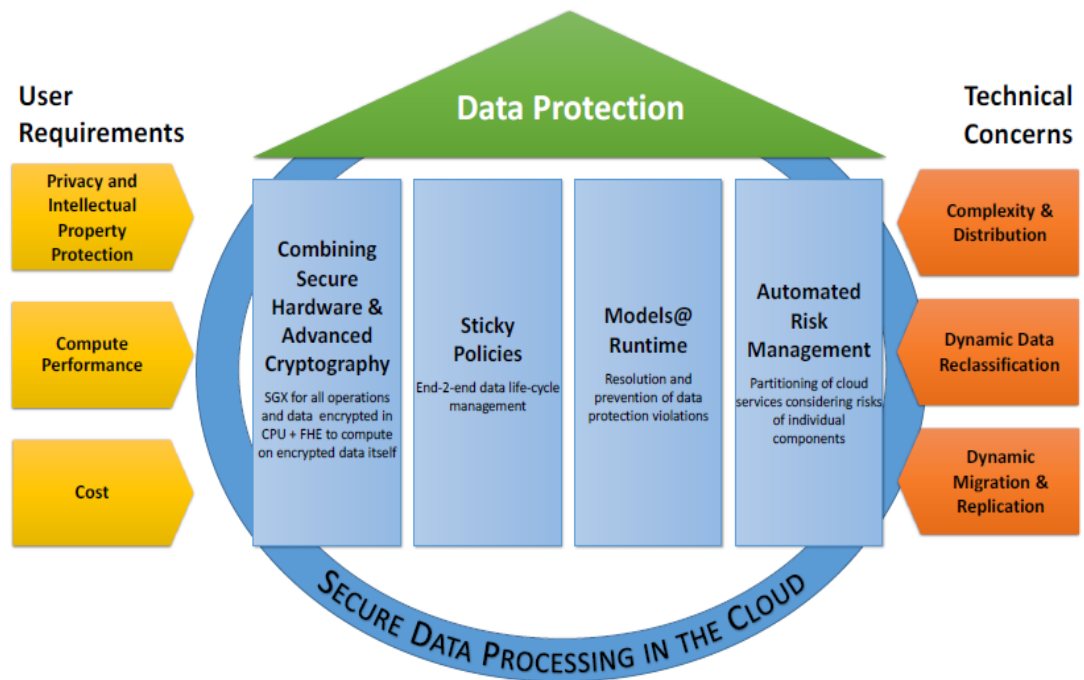 Data Protection
User
Requirements
Privacy and
Intellectual
Property
Protection
Compute
Performance
Cost
Combining
Secure
Hardware &
Advanced
Cryptography
SGX for all operations
and data encrypted in
CPU + FHE to compute
on encrypted data itself
Sticky
Policies
End-2-end data life-cycle
management
Models@
Runtime
Resolution and
prevention of data
protection violations
Automated
Risk
Management
Partitioning of cloud
services considering risks
of individual
components
Technical
Concerns
Complexity &
Distribution
Dynamic Data
Reclassification
Dynamic
Migration &
Replication
SECURE DATA PROCESSING IN THE CLOUD